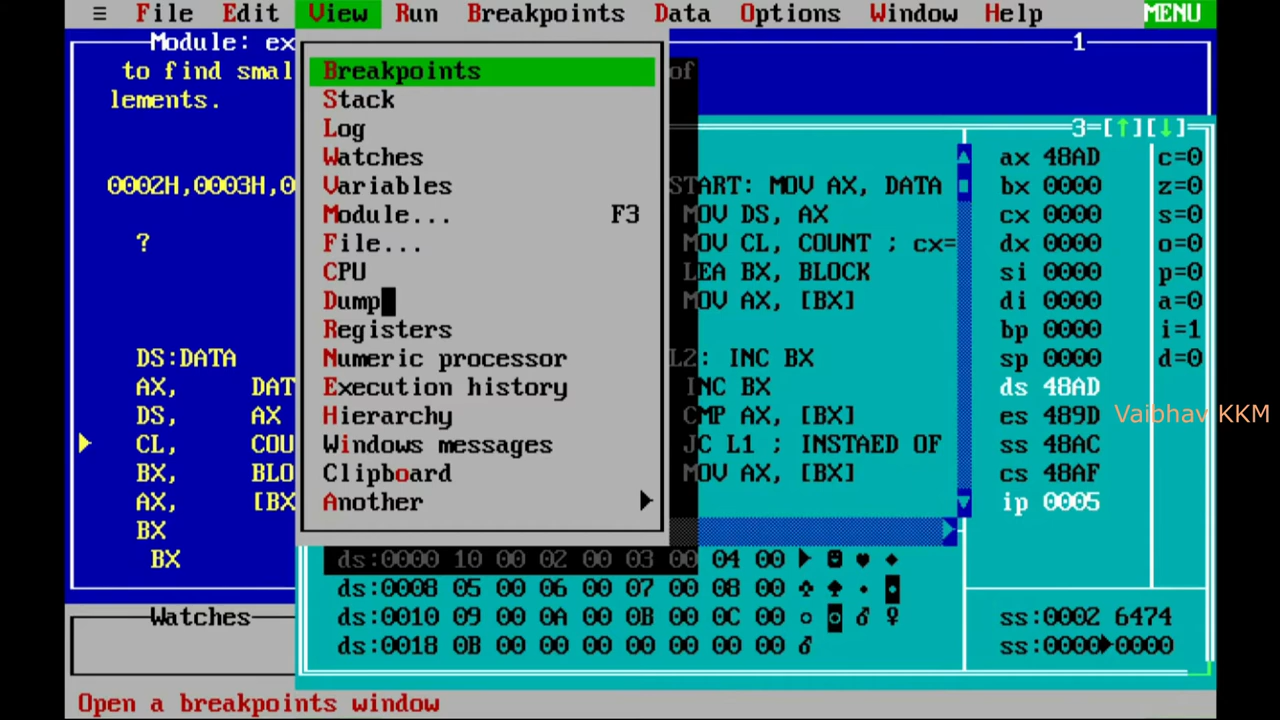 ≡ File Edit View Run Breakpoints Data Options Window Help MENU
Module: ex 1
to find smal of
lements.
0002H,0003H,0
?
DS:DATA
AX, DAT
DS, AX
CL, COU
BX, BLO
AX, [BX
BX
BX
Breakpoints
Stack
Log
Watches
Variables
Module... F3
File...
CPU
Dump
Registers
Numeric processor
Execution history
Hierarchy
Windows messages
Clipboard
Another
3=[↑][↓]
START: MOV AX, DATA
MOV DS, AX
MOV CL, COUNT ; cx=
LEA BX, BLOCK
MOV AX, [BX]
L2: INC BX
INC BX
CMP AX, [BX]
JC L1 ; INSTAED OF
MOV AX, [BX]
ax 48AD c=0
bx 0000 z=0
cx 0000 s=0
dx 0000 o=0
si 0000 p=0
di 0000 a=0
bp 0000 i=1
sp 0000 d=0
ds 48AD
es 489D
ss 48AC
cs 48AF
ip 0005
Vaibhav KKM
ds:0000 10 00 02 00 03 00 04 00 ► ☻ ♥ ♦
ds:0008 05 00 06 00 07 00 08 00 ♣ ♠ • ◘
ds:0010 09 00 0A 00 0B 00 0C 00 ○ ◙ ♂ ♀
ds:0018 0B 00 00 00 00 00 00 00 ♂
ss:0002 6474
ss:0000►0000
Watches
Open a breakpoints window